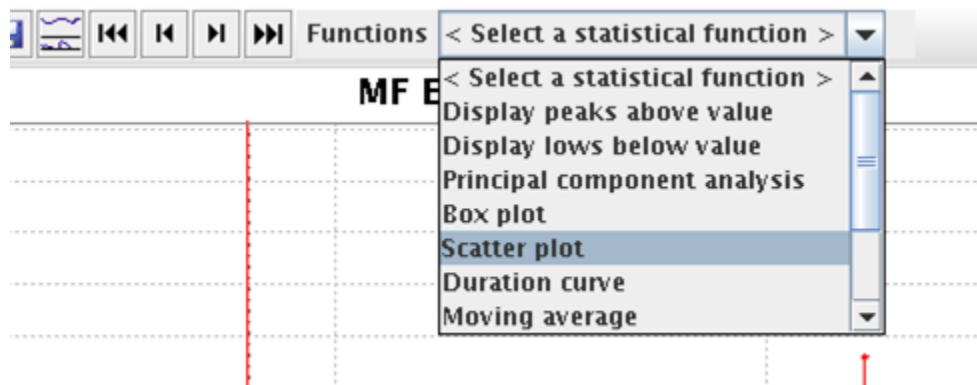 Functions < Select a statistical function >
< Select a statistical function >
MF
Display peaks above value
Display lows below value
Principal component analysis
Box plot
Scatter plot
Duration curve
Moving average